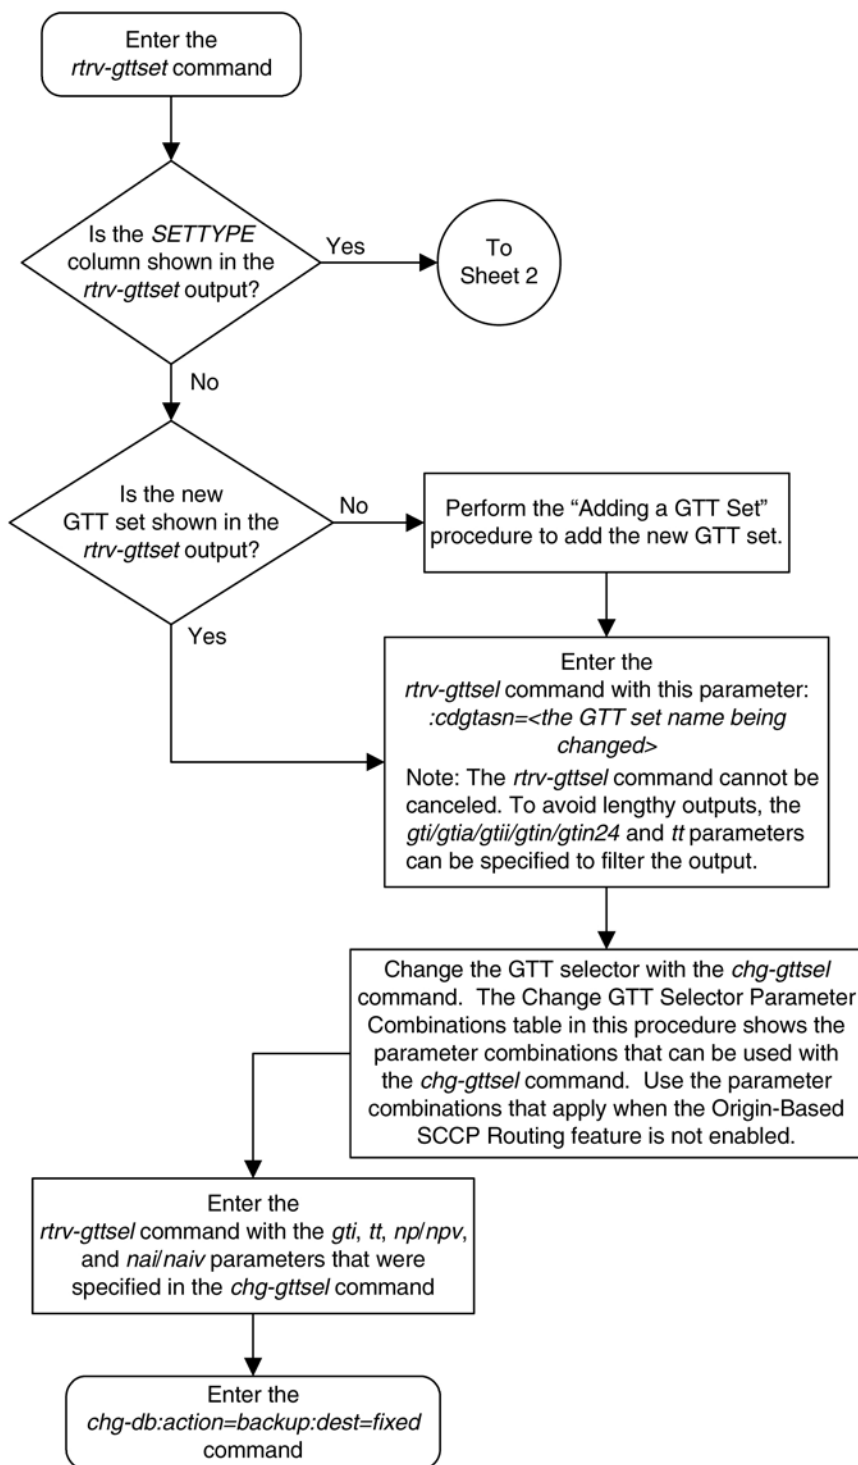 Enter the
rtrv-gttset command
Is the SETTYPE
column shown in the
rtrv-gttset output?
Yes
To
Sheet 2
No
Is the new
GTT set shown in the
rtrv-gttset output?
No
Perform the “Adding a GTT Set”
procedure to add the new GTT set.
Yes
Enter the
rtrv-gttsel command with this parameter:
:cdgtasn=<the GTT set name being
changed>
Note: The rtrv-gttsel command cannot be
canceled. To avoid lengthy outputs, the
gti/gtia/gtii/gtin/gtin24 and tt parameters
can be specified to filter the output.
Change the GTT selector with the chg-gttsel
command. The Change GTT Selector Parameter
Combinations table in this procedure shows the
parameter combinations that can be used with
the chg-gttsel command. Use the parameter
combinations that apply when the Origin-Based
SCCP Routing feature is not enabled.
Enter the
rtrv-gttsel command with the gti, tt, np/npv,
and nai/naiv parameters that were
specified in the chg-gttsel command
Enter the
chg-db:action=backup:dest=fixed
command